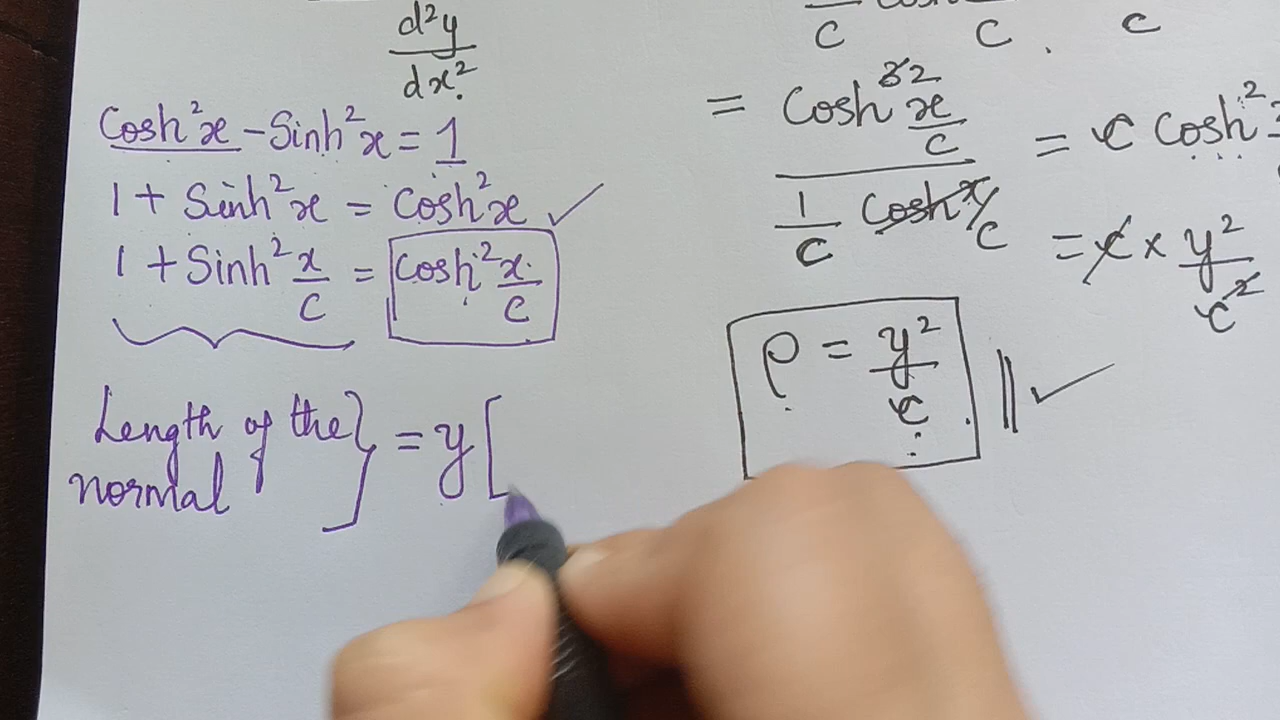 d²y/dx²
Cosh²x - Sinh²x = 1
1 + Sinh²x = Cosh²x ✓
1 + Sinh² x/c = Cosh² x/c
Length of the normal } = y [
c c . c
= Cosh³2 x/c / 1/c Cosh x/c = c Cosh²
= c × y²/c²
ρ = y²/c ✓